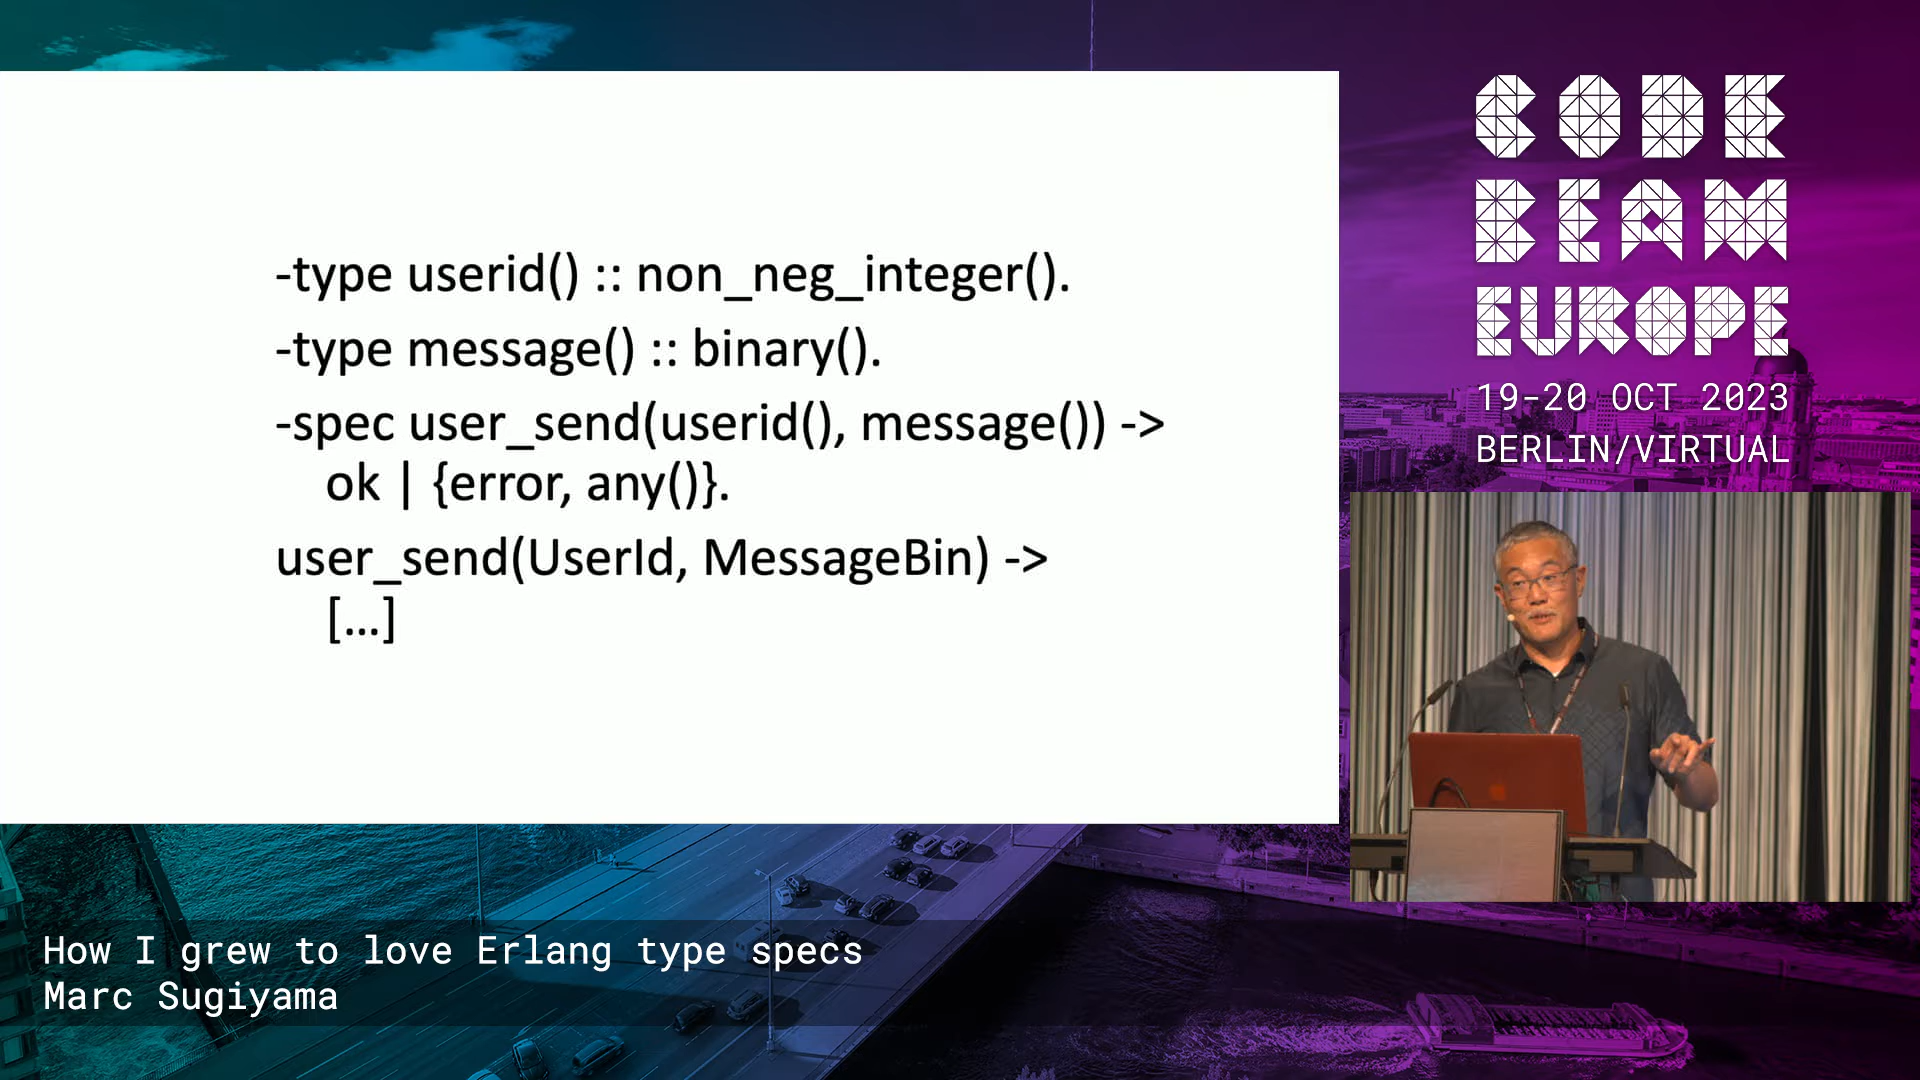 -type userid() :: non_neg_integer().
-type message() :: binary().
-spec user_send(userid(), message()) ->
ok | {error, any()}.
user_send(UserId, MessageBin) ->
[...]
CODE
BEAM
EUROPE
19-20 OCT 2023
BERLIN/VIRTUAL
How I grew to love Erlang type specs
Marc Sugiyama